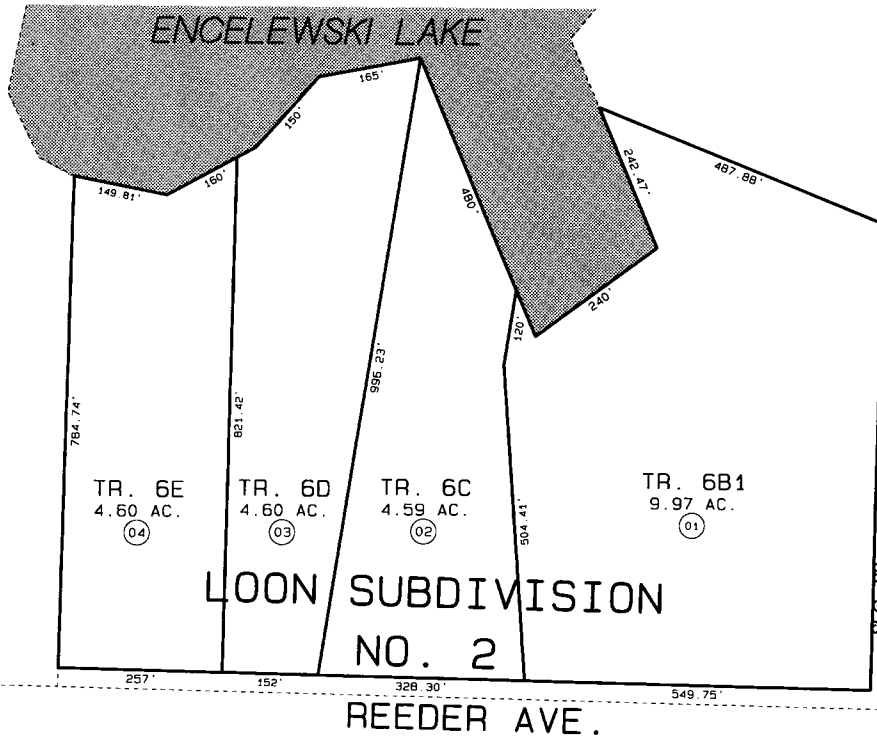 ENCELEWSKI LAKE
165'
150'
160'
149.81'
480'
242.47'
487.88'
240'
120'
996.23'
784.74'
821.42'
504.41'
TR. 6E
4.60 AC.
04
TR. 6D
4.60 AC.
03
TR. 6C
4.59 AC.
02
TR. 6B1
9.97 AC.
01
LOON SUBDIVISION
NO. 2
257'
152'
328.30'
549.75'
REEDER AVE.